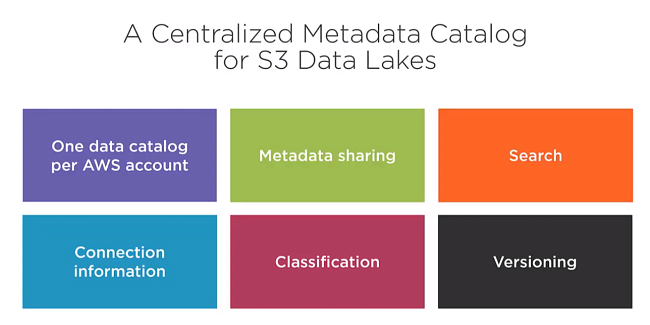 A Centralized Metadata Catalog
for S3 Data Lakes
One data catalog
per AWS account
Metadata sharing
Search
Connection
information
Classification
Versioning